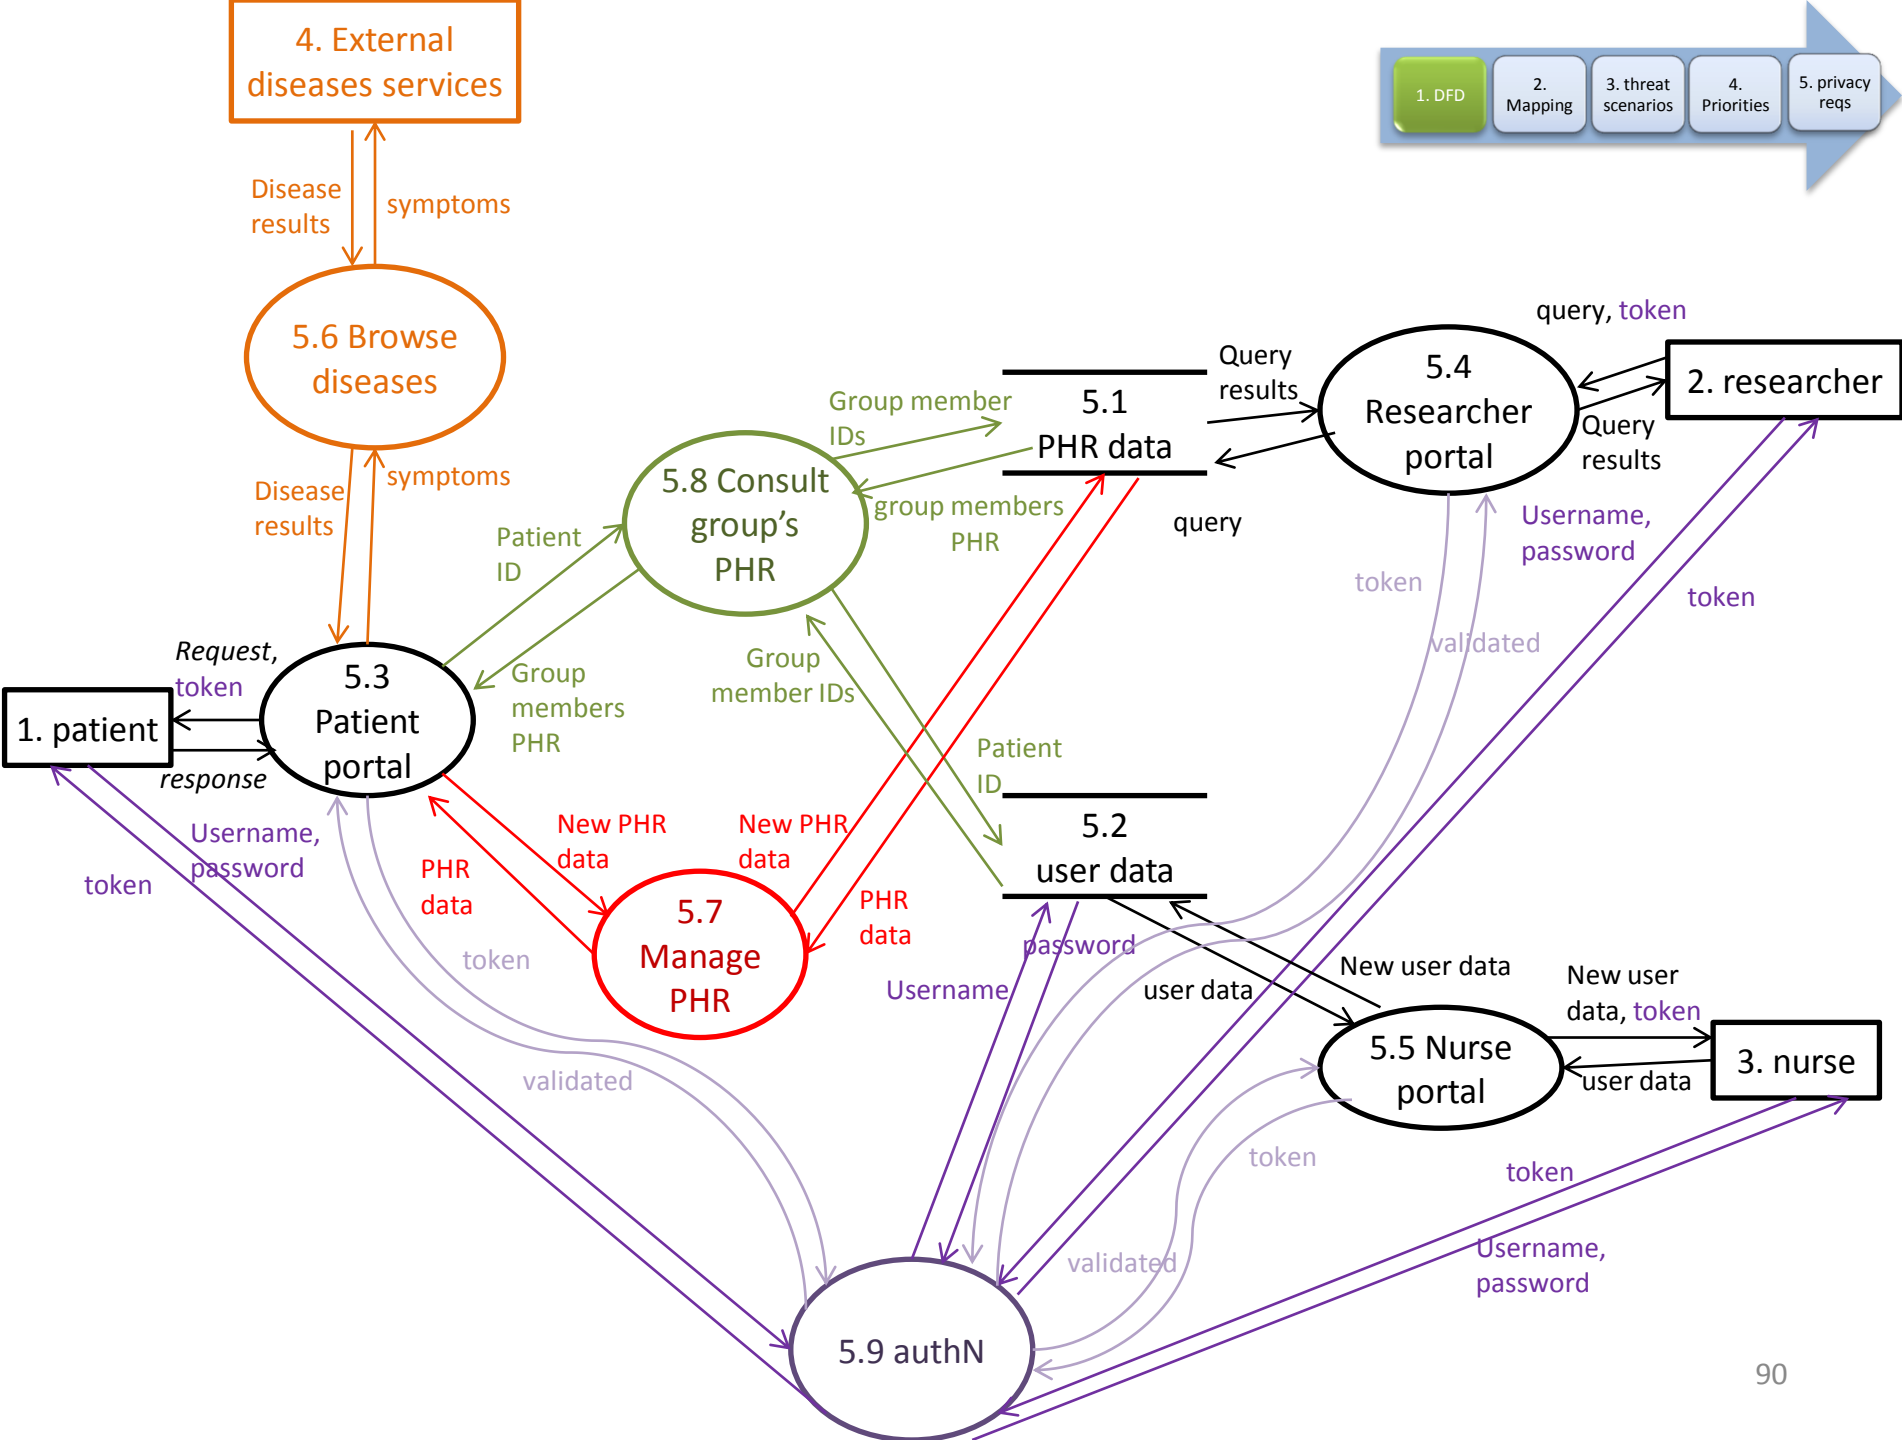 4. External
diseases services
1. DFD
2.
Mapping
3. threat
scenarios
4.
Priorities
5. privacy
reqs
Disease
results
symptoms
5.6 Browse
diseases
query, token
Query
results
5.4
Researcher
portal
2. researcher
Query
results
Group member
IDs
5.1
PHR data
query
group members
PHR
5.8 Consult
group's
PHR
Disease
results
symptoms
Patient
ID
Username,
password
token
token
validated
Request,
token
1. patient
response
5.3
Patient
portal
Group
members
PHR
Group
member IDs
Patient
ID
5.2
user data
Username,
password
token
New PHR
data
New PHR
data
PHR
data
PHR
data
5.7
Manage
PHR
token
validated
password
Username
user data
New user data
New user
data, token
5.5 Nurse
portal
user data
3. nurse
token
validated
token
Username,
password
5.9 authN
90